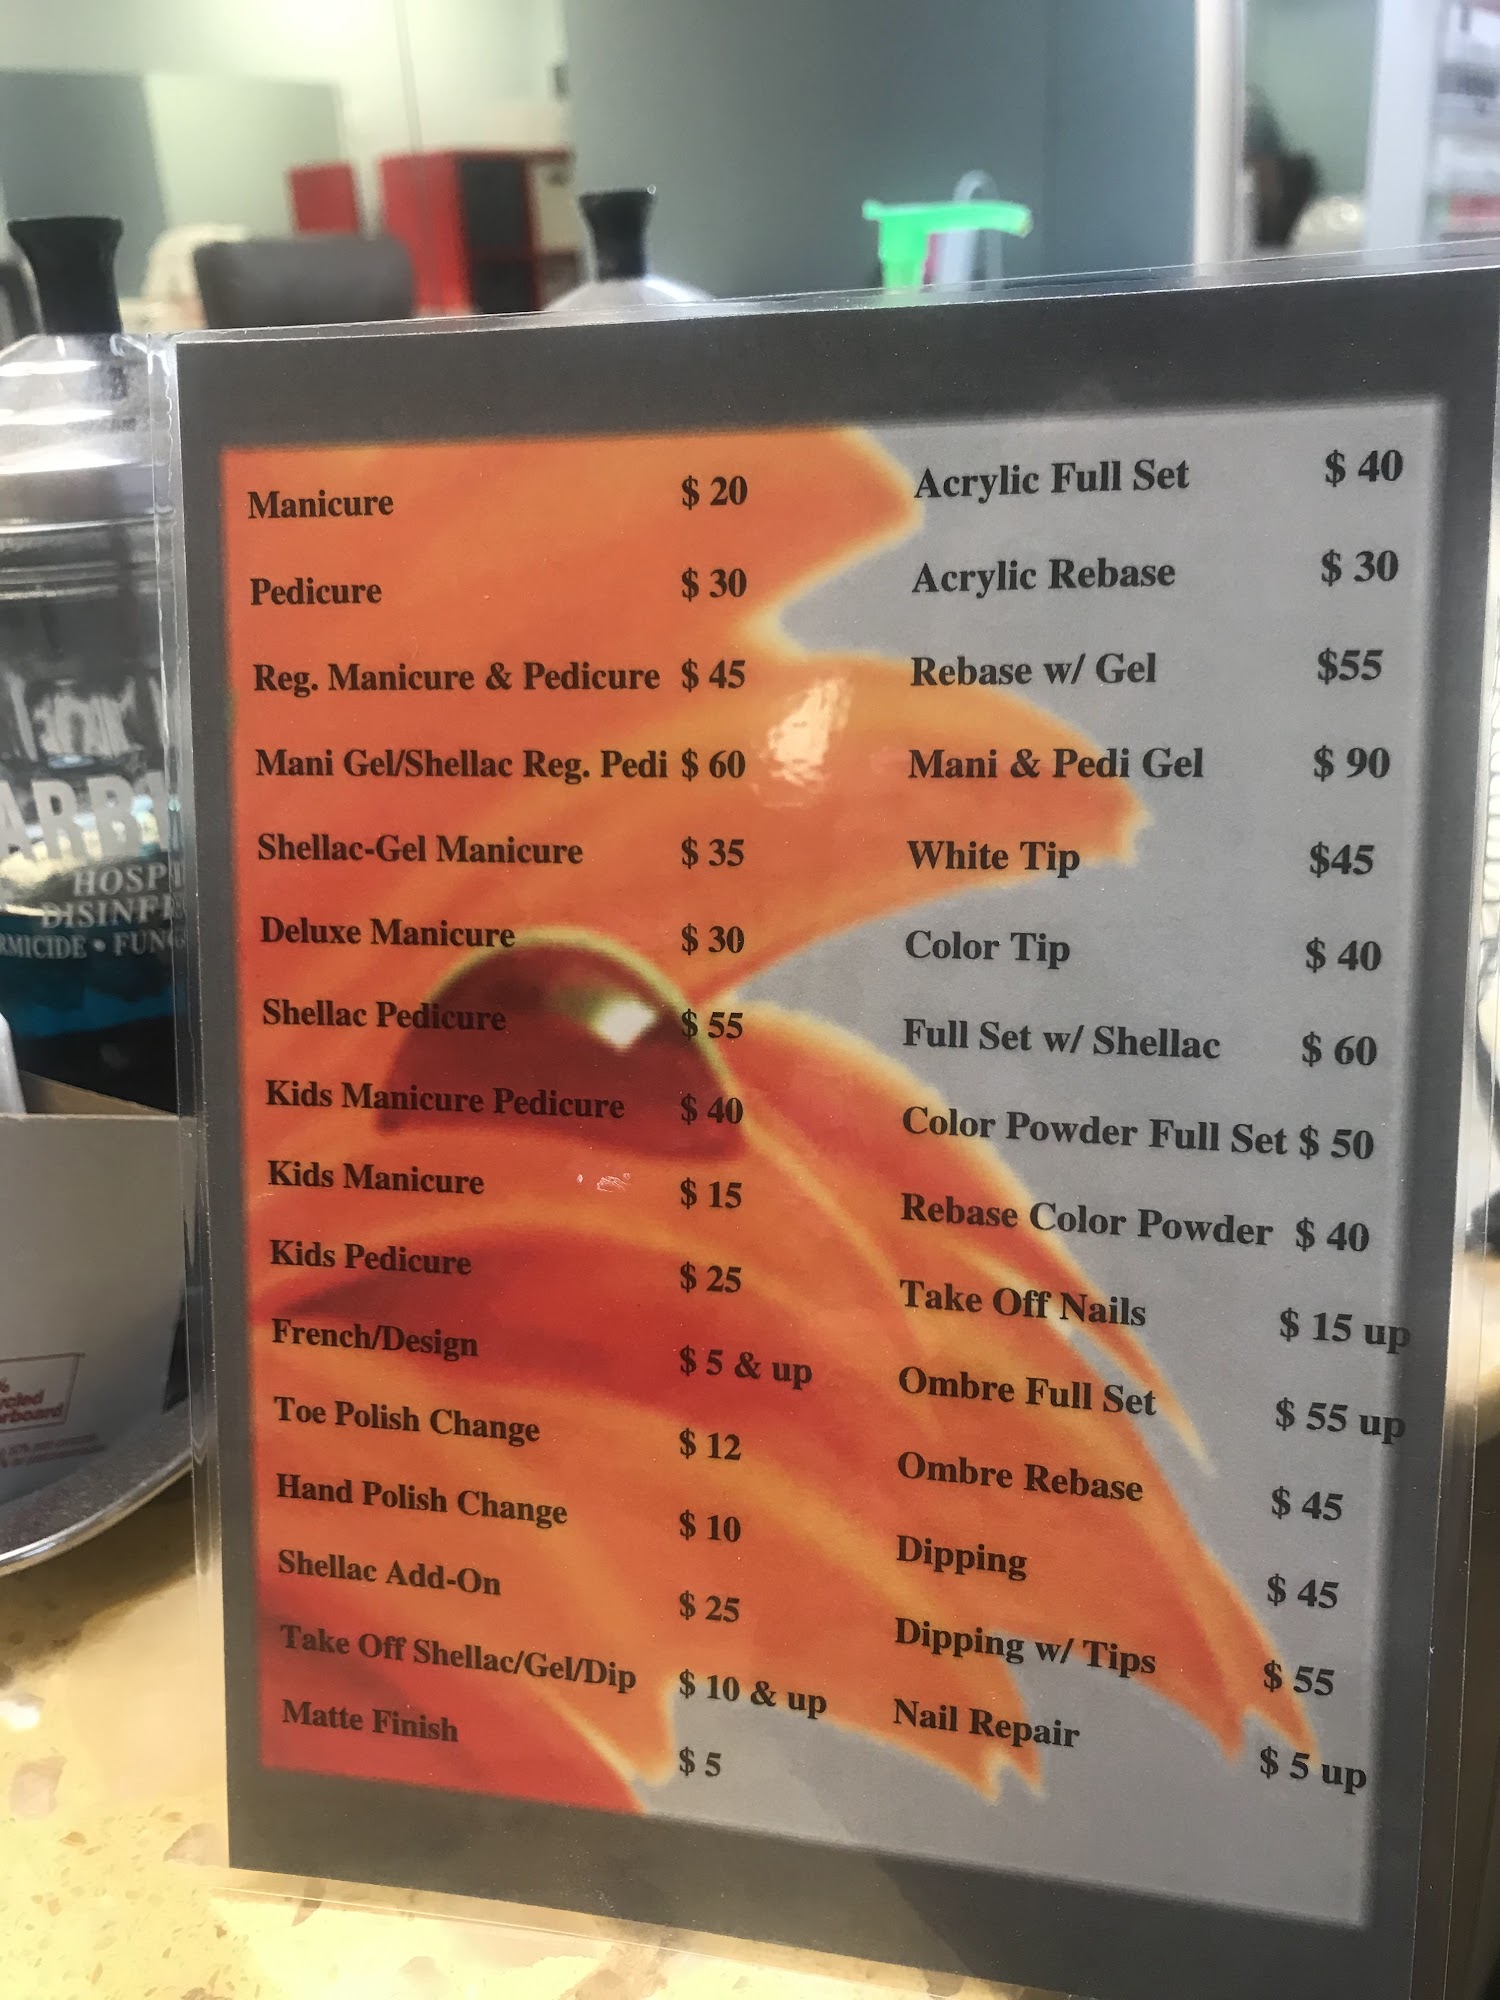 Manicure $ 20
Pedicure $ 30
Reg. Manicure & Pedicure $ 45
Mani Gel/Shellac Reg. Pedi $ 60
Shellac-Gel Manicure $ 35
Deluxe Manicure $ 30
Shellac Pedicure $ 55
Kids Manicure Pedicure $ 40
Kids Manicure $ 15
Kids Pedicure $ 25
French/Design $ 5 & up
Toe Polish Change $ 12
Hand Polish Change $ 10
Shellac Add-On $ 25
Take Off Shellac/Gel/Dip $ 10 & up
Matte Finish $ 5
Acrylic Full Set $ 40
Acrylic Rebase $ 30
Rebase w/ Gel $55
Mani & Pedi Gel $ 90
White Tip $45
Color Tip $ 40
Full Set w/ Shellac $ 60
Color Powder Full Set $ 50
Rebase Color Powder $ 40
Take Off Nails $ 15 up
Ombre Full Set $ 55 up
Ombre Rebase $ 45
Dipping $ 45
Dipping w/ Tips $ 55
Nail Repair $ 5 up
ARB
HOSP
DISINF
RMICIDE • FUNG